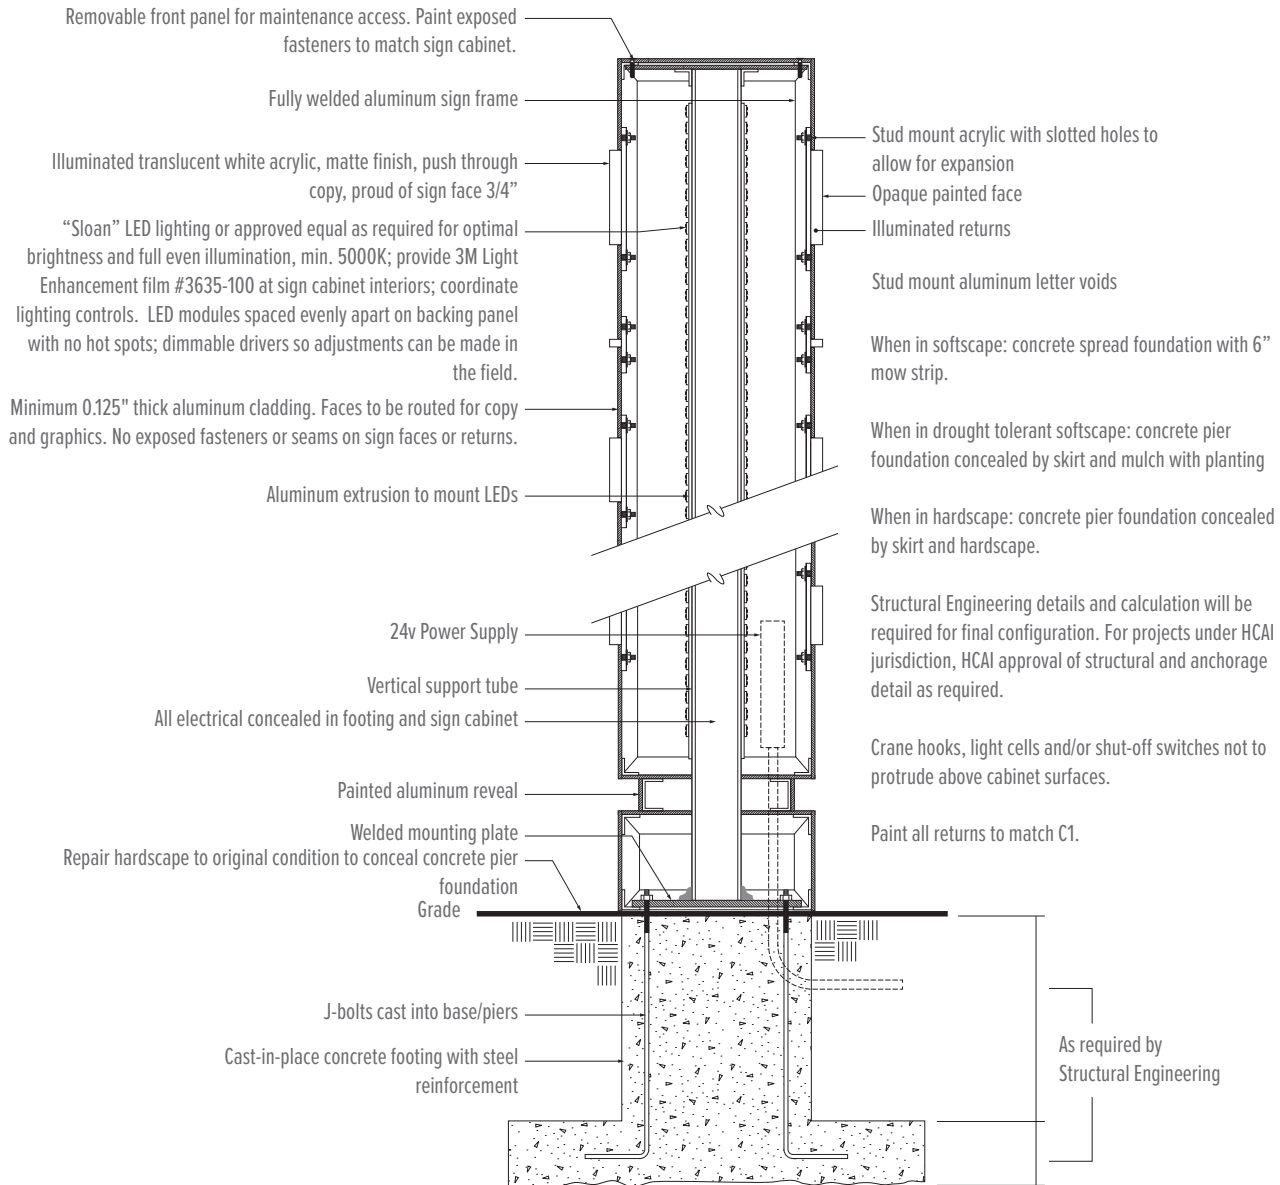 Removable front panel for maintenance access. Paint exposed
fasteners to match sign cabinet.
Fully welded aluminum sign frame
Illuminated translucent white acrylic, matte finish, push through
copy, proud of sign face 3/4”
“Sloan” LED lighting or approved equal as required for optimal
brightness and full even illumination, min. 5000K; provide 3M Light
Enhancement film #3635-100 at sign cabinet interiors; coordinate
lighting controls. LED modules spaced evenly apart on backing panel
with no hot spots; dimmable drivers so adjustments can be made in
the field.
Minimum 0.125" thick aluminum cladding. Faces to be routed for copy
and graphics. No exposed fasteners or seams on sign faces or returns.
Aluminum extrusion to mount LEDs
24v Power Supply
Vertical support tube
All electrical concealed in footing and sign cabinet
Painted aluminum reveal
Welded mounting plate
Repair hardscape to original condition to conceal concrete pier
foundation
Grade
J-bolts cast into base/piers
Cast-in-place concrete footing with steel
reinforcement
Stud mount acrylic with slotted holes to
allow for expansion
Opaque painted face
Illuminated returns
Stud mount aluminum letter voids
When in softscape: concrete spread foundation with 6”
mow strip.
When in drought tolerant softscape: concrete pier
foundation concealed by skirt and mulch with planting
When in hardscape: concrete pier foundation concealed
by skirt and hardscape.
Structural Engineering details and calculation will be
required for final configuration. For projects under HCAI
jurisdiction, HCAI approval of structural and anchorage
detail as required.
Crane hooks, light cells and/or shut-off switches not to
protrude above cabinet surfaces.
Paint all returns to match C1.
As required by
Structural Engineering